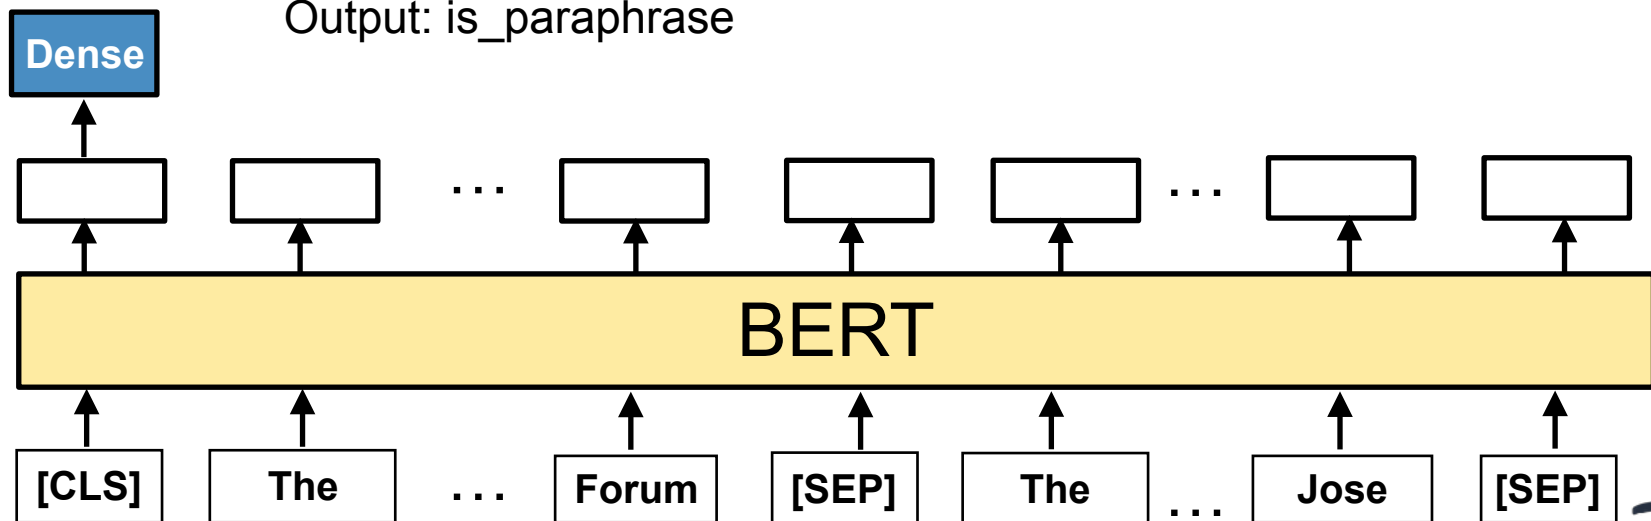 Output: is_paraphrase
Dense
... ...
BERT
[CLS] The ... Forum [SEP] The ... Jose [SEP]